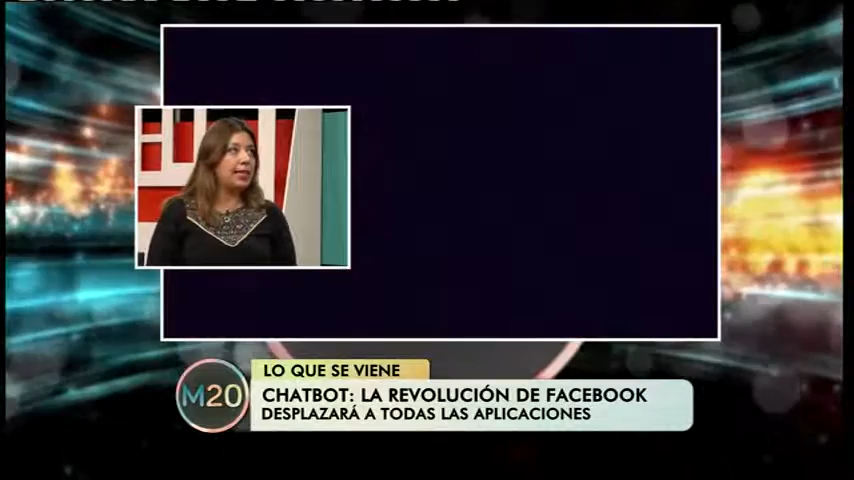 M20
LO QUE SE VIENE
CHATBOT: LA REVOLUCIÓN DE FACEBOOK
DESPLAZARÁ A TODAS LAS APLICACIONES